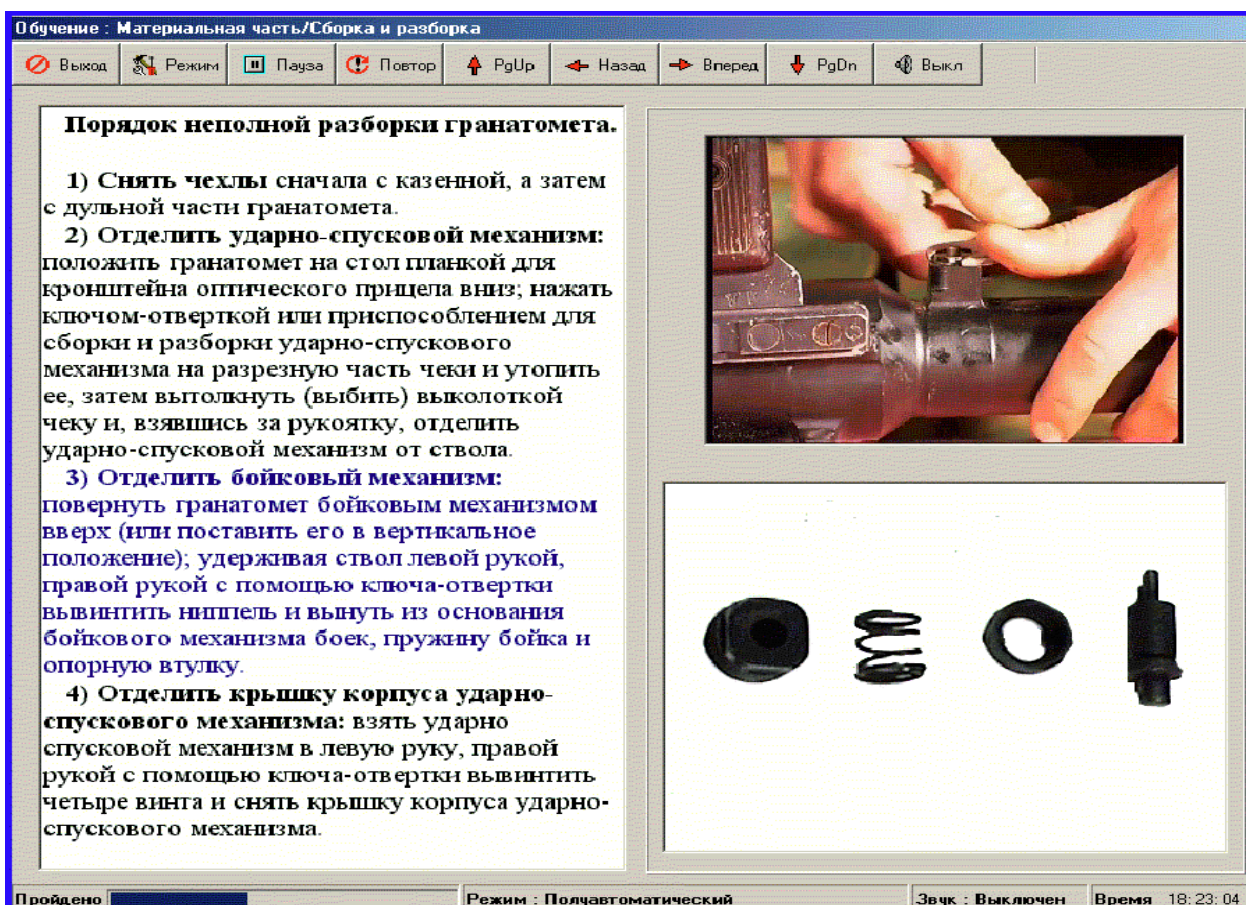 Обучение : Материальная часть/Сборка и разборка
Выход Режим Пауза Повтор PgUp Назад Вперед PgDn Выкл
Порядок неполной разборки гранатомета.
1) Снять чехлы сначала с казенной, а затем
с дульной части гранатомета.
2) Отделить ударно-спусковой механизм:
положить гранатомет на стол планкой для
кронштейна оптического прицела вниз; нажать
ключом-отверткой или приспособлением для
сборки и разборки ударно-спускового
механизма на разрезную часть чеки и утопить
ее, затем вытолкнуть (выбить) выколоткой
чеку и, взявшись за рукоятку, отделить
ударно-спусковой механизм от ствола.
3) Отделить бойковый механизм:
повернуть гранатомет бойковым механизмом
вверх (или поставить его в вертикальное
положение); удерживая ствол левой рукой,
правой рукой с помощью ключа-отвертки
вывинтить ниппель и вынуть из основания
бойкового механизма боек, пружину бойка и
опорную втулку.
4) Отделить крышку корпуса ударно-
спускового механизма: взять ударно
спусковой механизм в левую руку, правой
рукой с помощью ключа-отвертки вывинтить
четыре винта и снять крышку корпуса ударно-
спускового механизма.
Пройдено Режим : Полуавтоматический Звук : Выключен Время 18:23:04